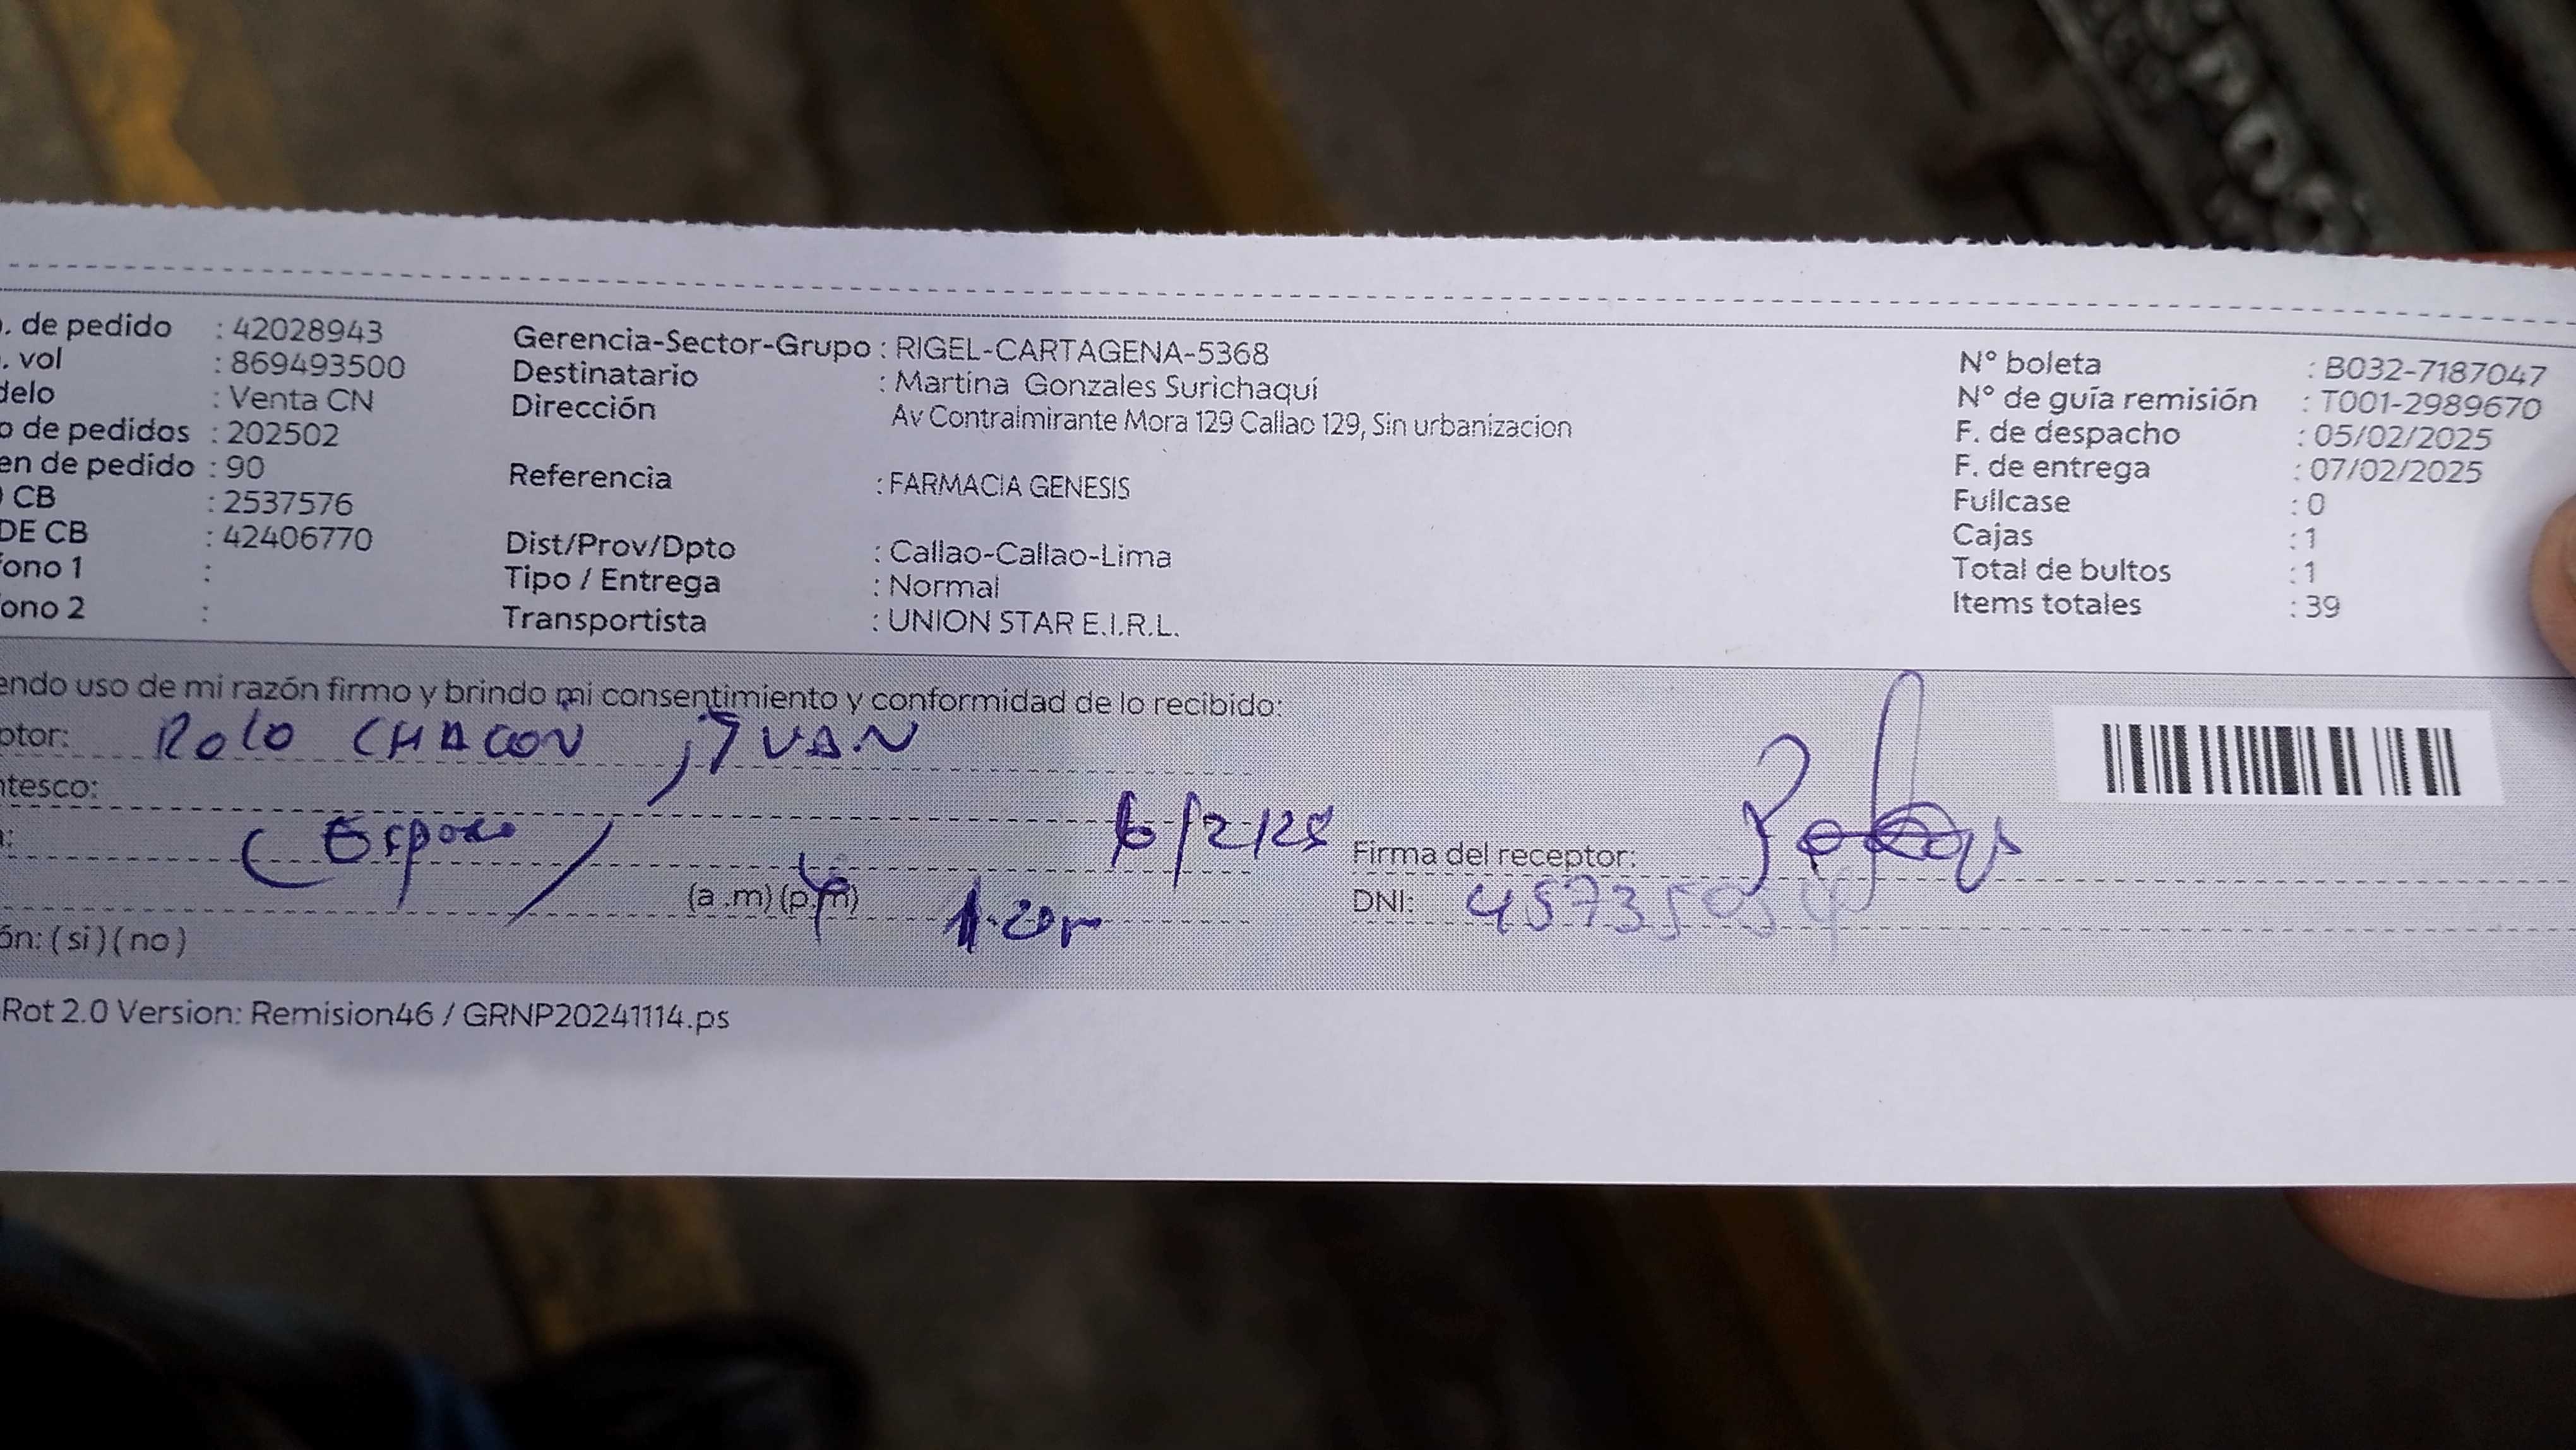 . de pedido : 42028943
. vol : 869493500
delo : Venta CN
o de pedidos : 202502
en de pedido : 90
CB : 2537576
DE CB : 42406770
fono 1 :
ono 2 :
Gerencia-Sector-Grupo : RIGEL-CARTAGENA-5368
Destinatario : Martina Gonzales Surichaqui
Dirección Av Contralmirante Mora 129 Callao 129, Sin urbanizacion
Referencia : FARMACIA GENESIS
Dist/Prov/Dpto : Callao-Callao-Lima
Tipo / Entrega : Normal
Transportista : UNION STAR E.I.R.L.
N° boleta : B032-7187047
N° de guía remisión : T001-2989670
F. de despacho : 05/02/2025
F. de entrega : 07/02/2025
Fullcase : 0
Cajas : 1
Total de bultos : 1
Items totales : 39
endo uso de mi razón firmo y brindo mi consentimiento y conformidad de lo recibido:
ptor: ROLO CHACON, IVAN
ntesco:
(Esposo) 6/2/25
(a .m) (p.m)
ón: ( si ) ( no )
Firma del receptor:
DNI:
Rot 2.0 Version: Remision46 / GRNP20241114.ps